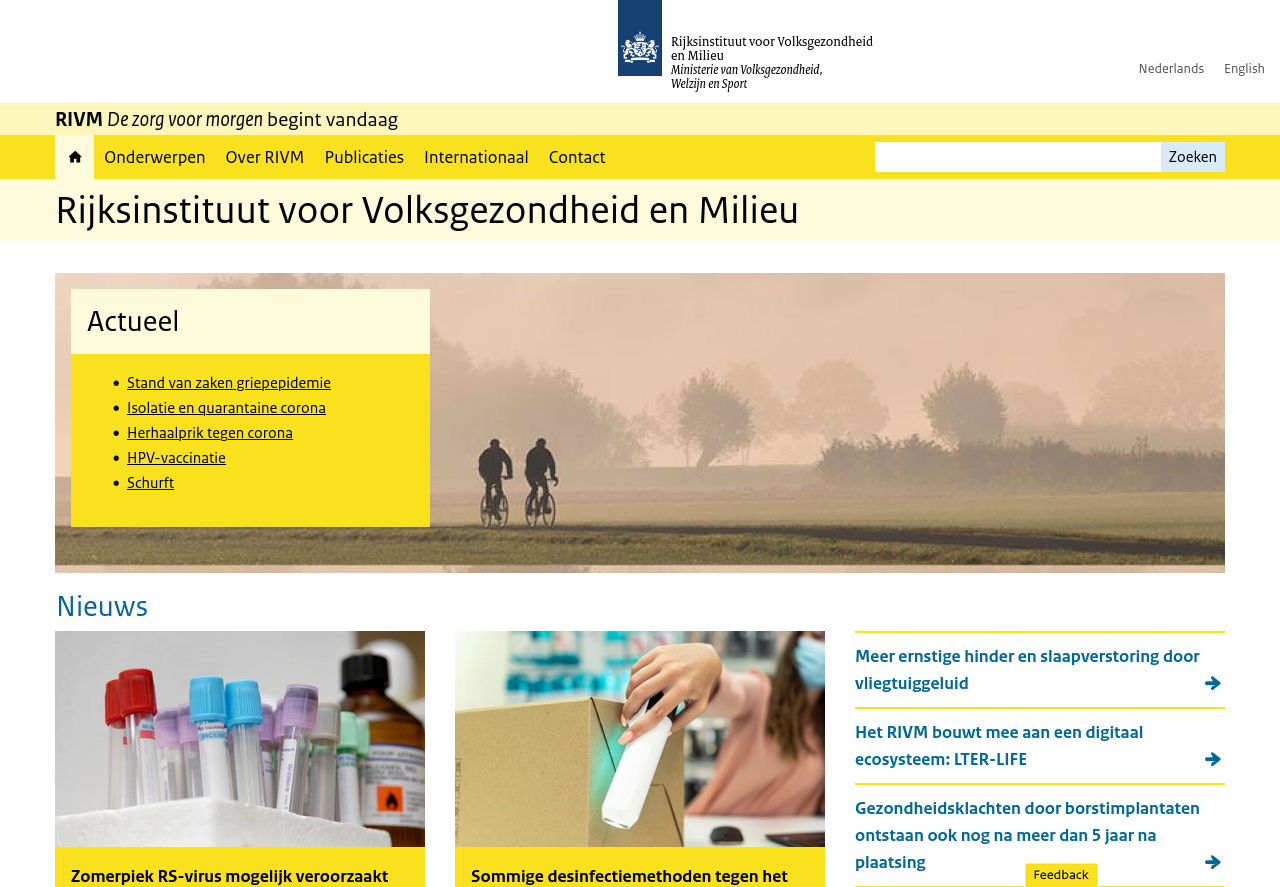 Rijksinstituut voor Volksgezondheid
en Milieu
Ministerie van Volksgezondheid,
Welzijn en Sport
Nederlands English
RIVM De zorg voor morgen begint vandaag
Onderwerpen Over RIVM Publicaties Internationaal Contact
Zoeken
Rijksinstituut voor Volksgezondheid en Milieu
Actueel
• Stand van zaken griepepidemie
• Isolatie en quarantaine corona
• Herhaalprik tegen corona
• HPV-vaccinatie
• Schurft
Nieuws
Zomerpiek RS-virus mogelijk veroorzaakt
Sommige desinfectiemethoden tegen het
Meer ernstige hinder en slaapverstoring door
vliegtuiggeluid
Het RIVM bouwt mee aan een digitaal
ecosysteem: LTER-LIFE
Gezondheidsklachten door borstimplantaten
ontstaan ook nog na meer dan 5 jaar na
plaatsing
Feedback